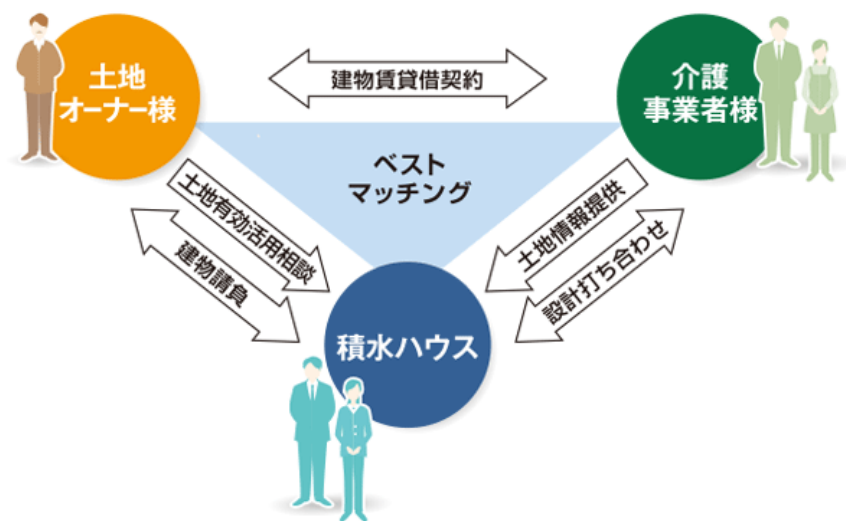 土地
オーナー様
建物賃貸借契約
介護
事業者様
ベスト
マッチング
土地有効活用相談
建物請負
土地情報提供
設計打ち合わせ
積水ハウス